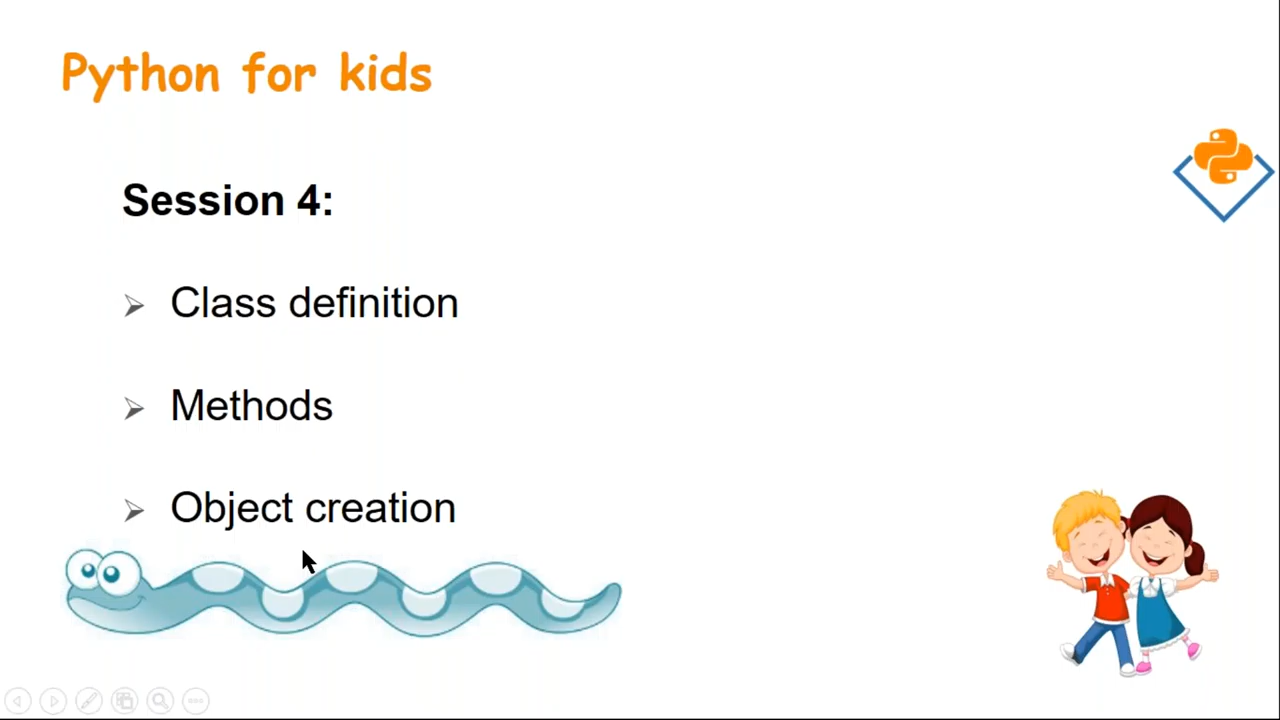 Python for kids
Session 4:
Class definition
Methods
Object creation